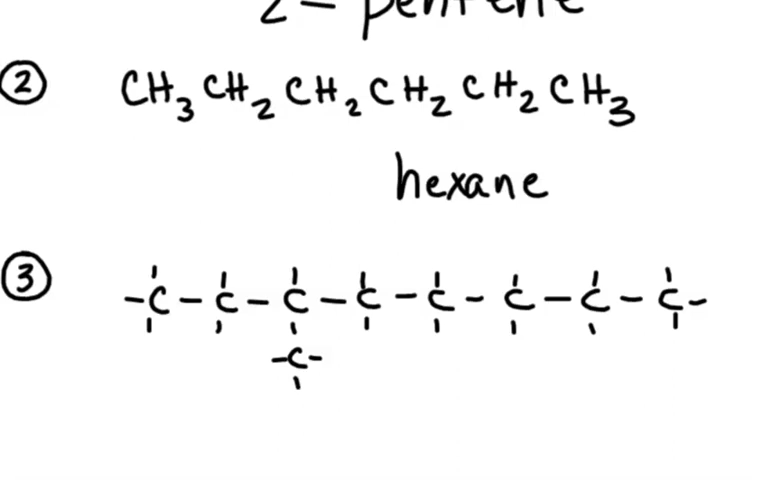 2 - pentene
② CH₃CH₂CH₂CH₂CH₂CH₃
hexane
③ -C-C-C-C-C-C-C-C-
-C-